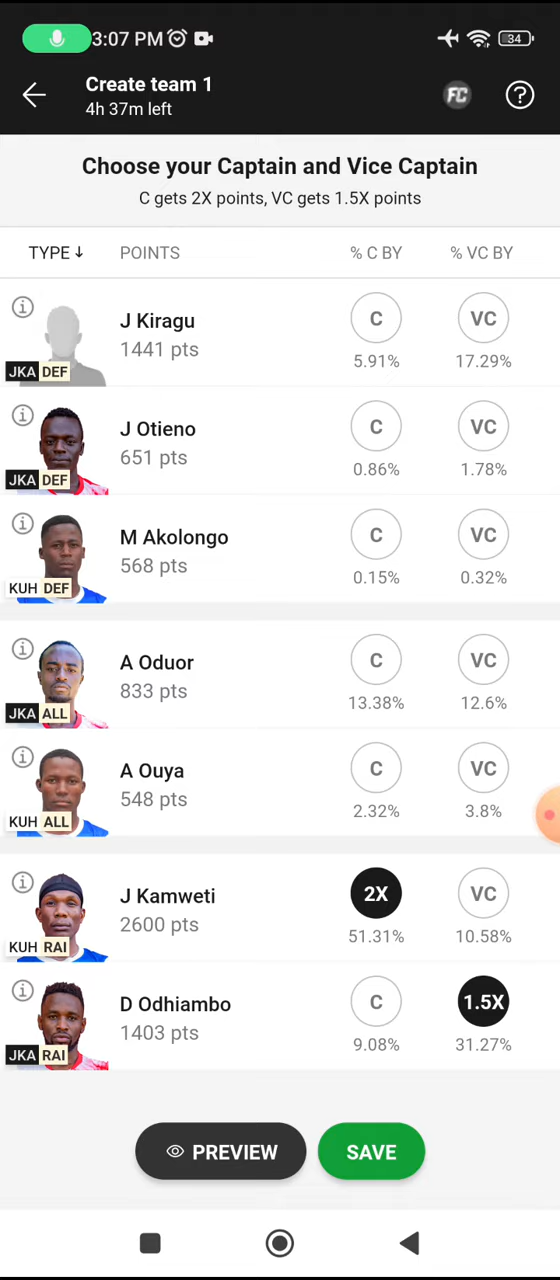 3:07 PM
34
Create team 1
4h 37m left
FC
?
Choose your Captain and Vice Captain
C gets 2X points, VC gets 1.5X points
TYPE ↓ POINTS % C BY % VC BY
J Kiragu
1441 pts
C VC
5.91% 17.29%
JKA DEF
J Otieno
651 pts
C VC
0.86% 1.78%
JKA DEF
M Akolongo
568 pts
C VC
0.15% 0.32%
KUH DEF
A Oduor
833 pts
C VC
13.38% 12.6%
JKA ALL
A Ouya
548 pts
C VC
2.32% 3.8%
KUH ALL
J Kamweti
2600 pts
2X VC
51.31% 10.58%
KUH RAI
D Odhiambo
1403 pts
C 1.5X
9.08% 31.27%
JKA RAI
PREVIEW SAVE